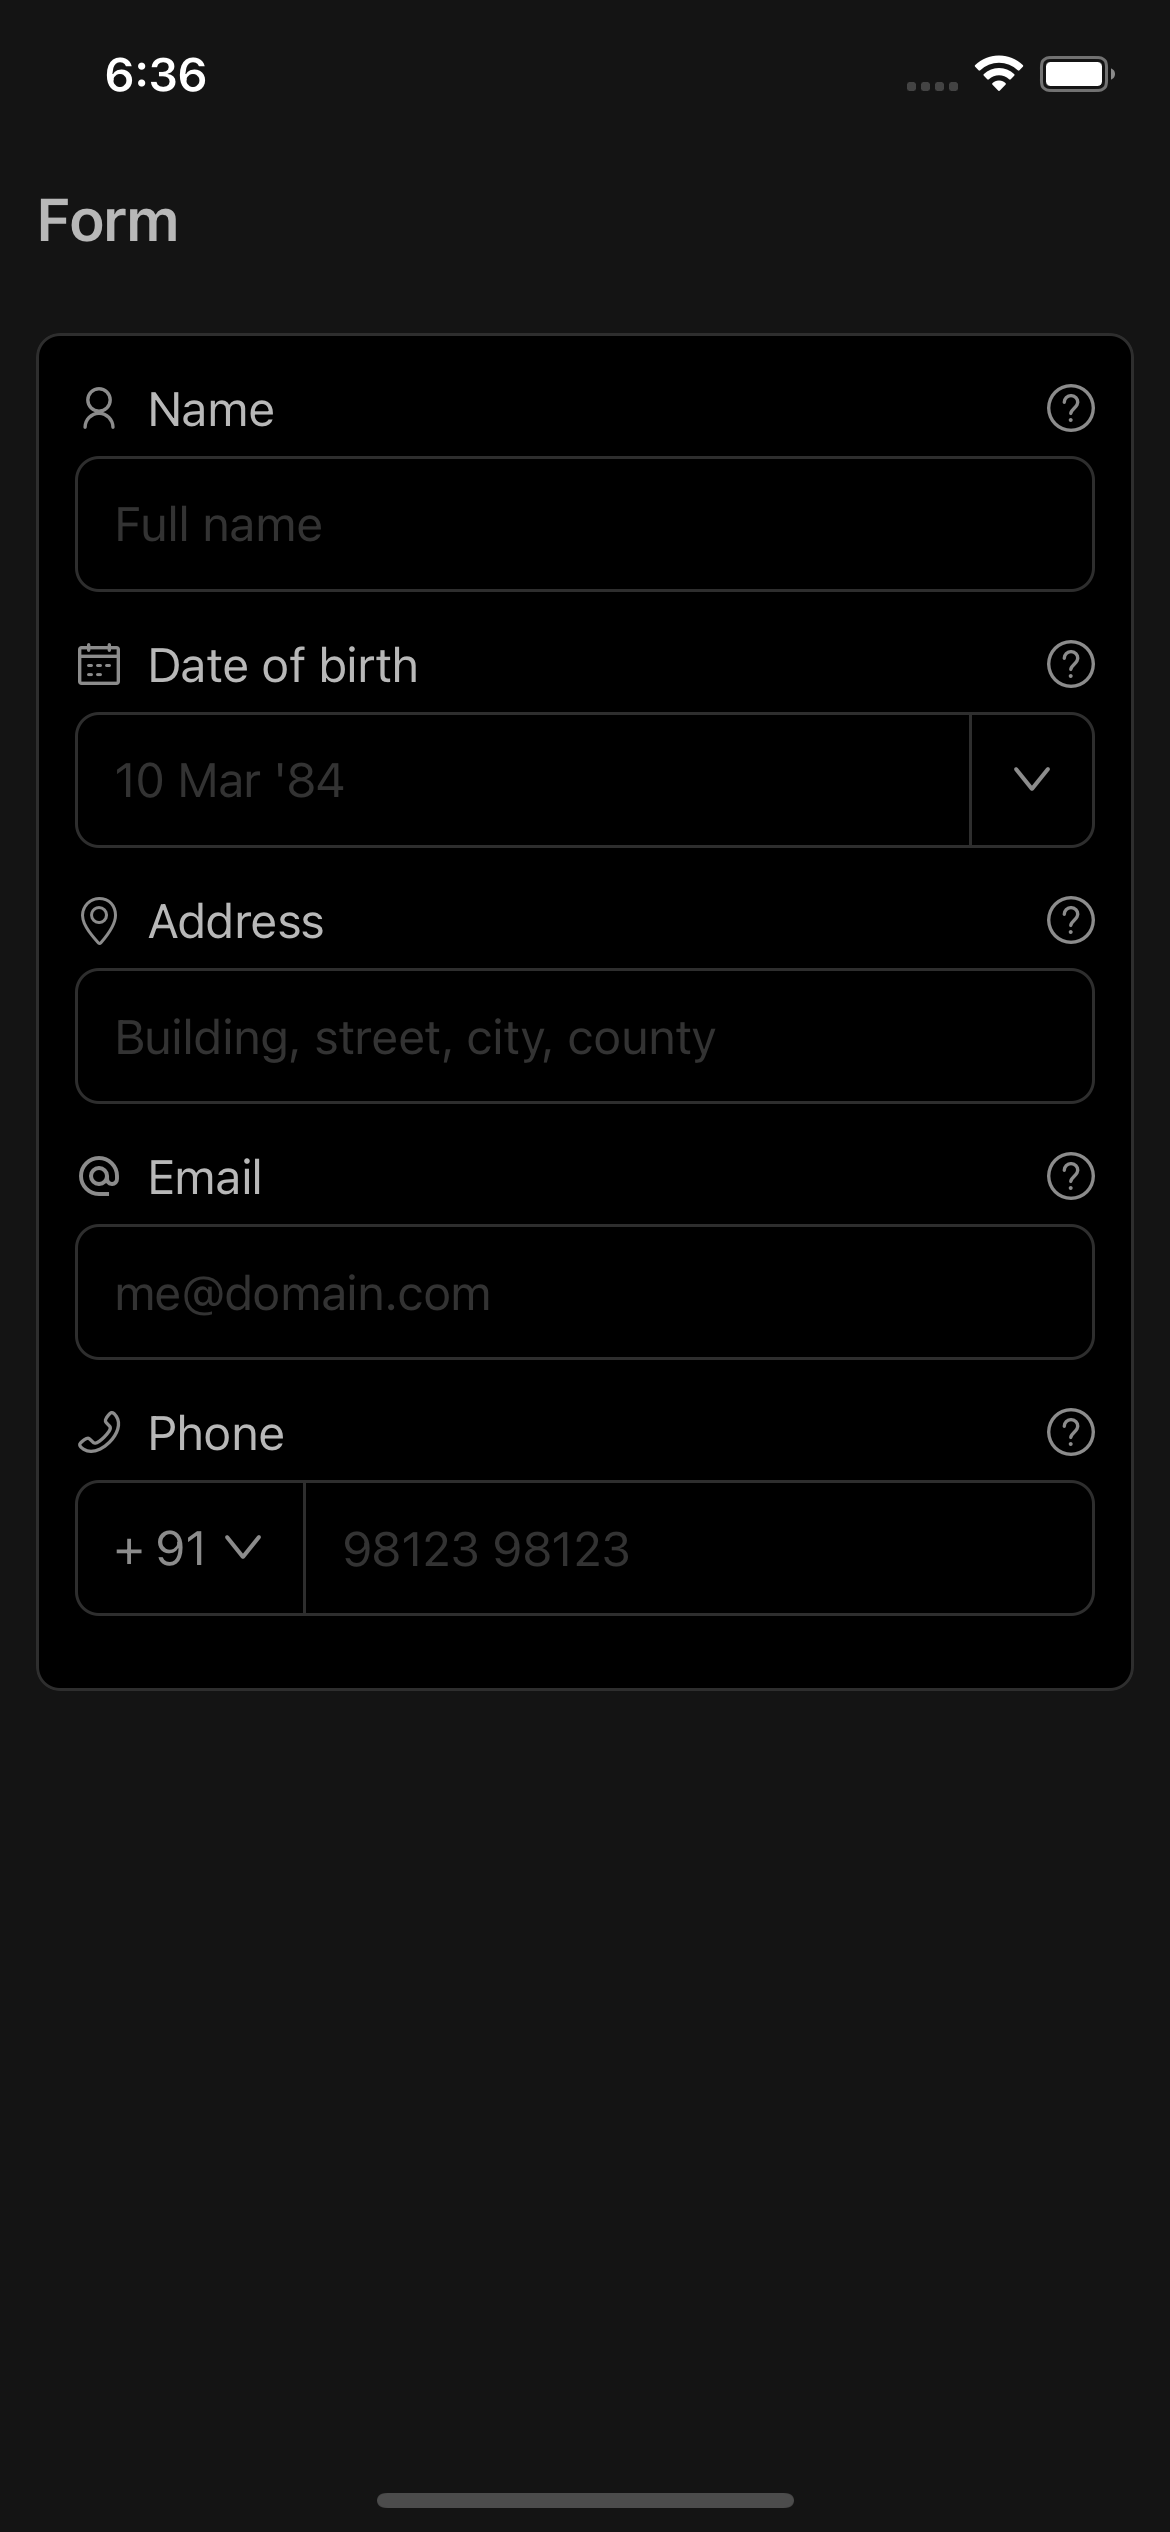 6:36
Form
Name
Full name
Date of birth
10 Mar '84
Address
Building, street, city, county
Email
me@domain.com
Phone
+ 91 98123 98123